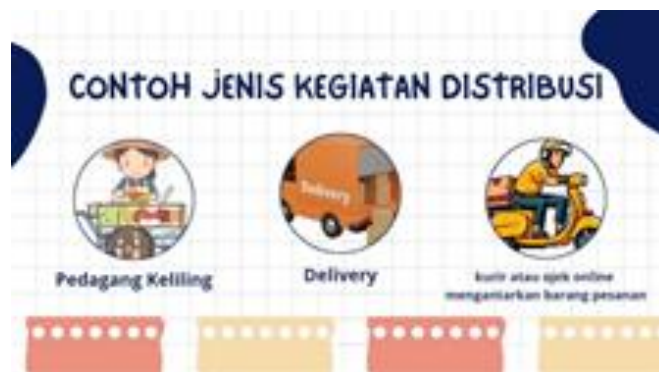 CONTOH JENIS KEGIATAN DISTRIBUSI
Delivery
Pedagang Keliling
Delivery
kurir atau ojek online
mengantarkan barang pesanan